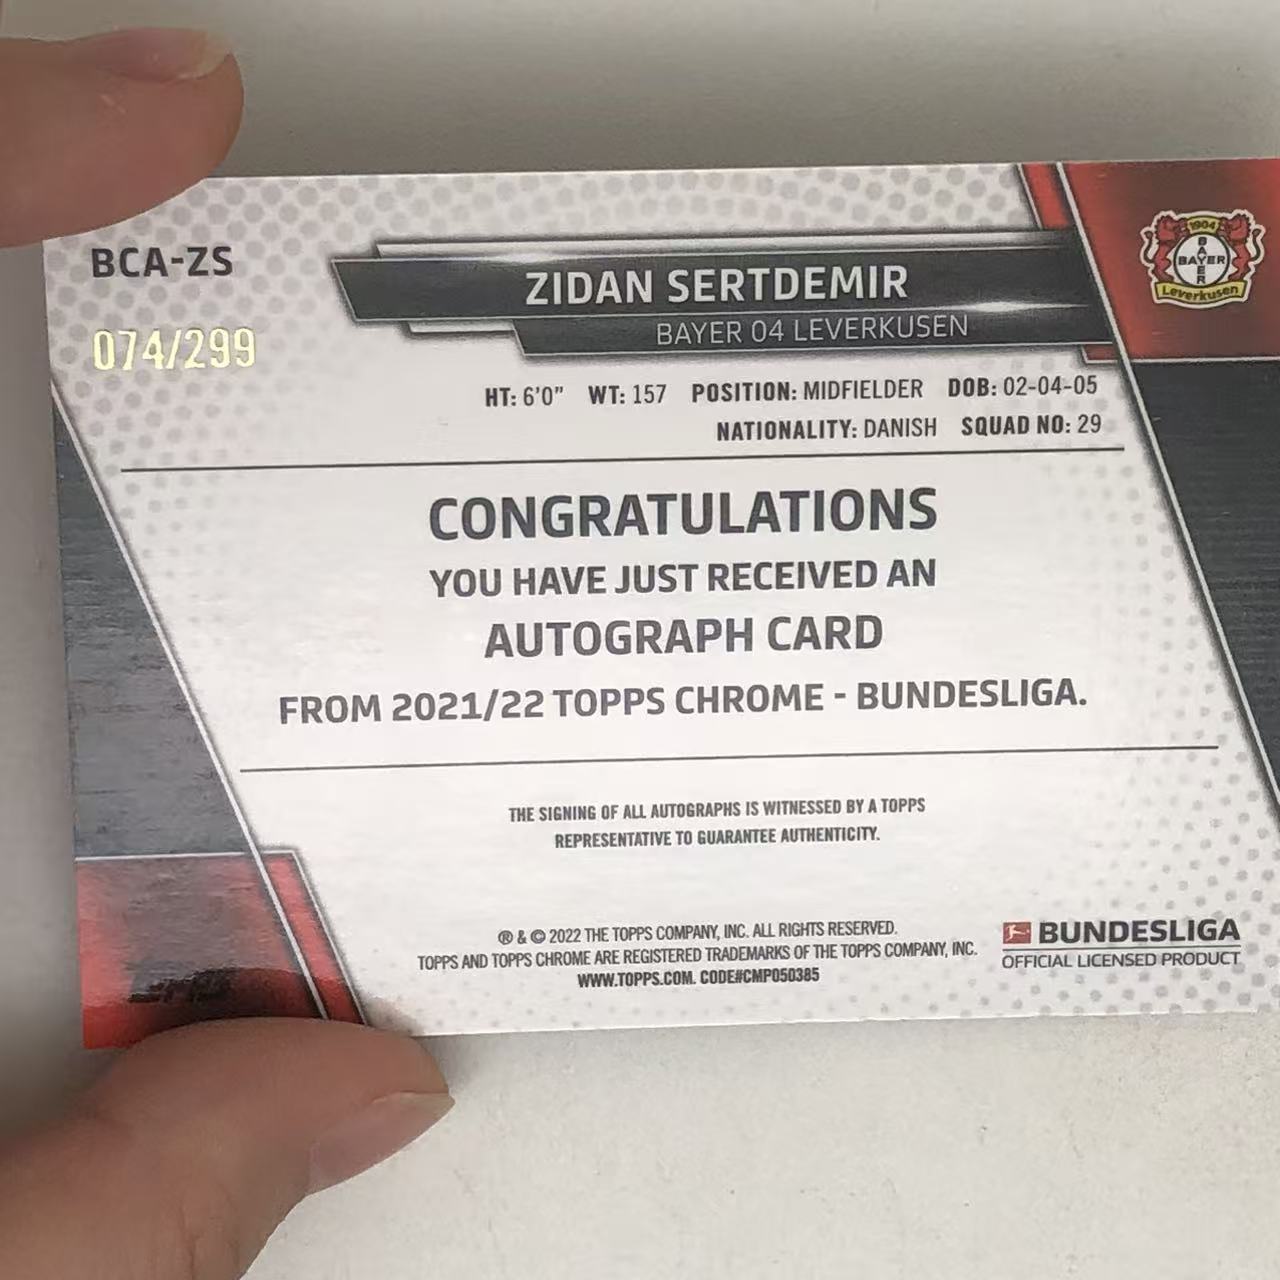 BCA-ZS
074/299
ZIDAN SERTDEMIR
BAYER 04 LEVERKUSEN
1904
BAYER
BAYER
Leverkusen
HT: 6'0" WT: 157 POSITION: MIDFIELDER DOB: 02-04-05
NATIONALITY: DANISH SQUAD NO: 29
CONGRATULATIONS
YOU HAVE JUST RECEIVED AN
AUTOGRAPH CARD
FROM 2021/22 TOPPS CHROME - BUNDESLIGA.
THE SIGNING OF ALL AUTOGRAPHS IS WITNESSED BY A TOPPS
REPRESENTATIVE TO GUARANTEE AUTHENTICITY.
® & © 2022 THE TOPPS COMPANY, INC. ALL RIGHTS RESERVED.
TOPPS AND TOPPS CHROME ARE REGISTERED TRADEMARKS OF THE TOPPS COMPANY, INC.
WWW.TOPPS.COM. CODE#CMP050385
BUNDESLIGA
OFFICIAL LICENSED PRODUCT